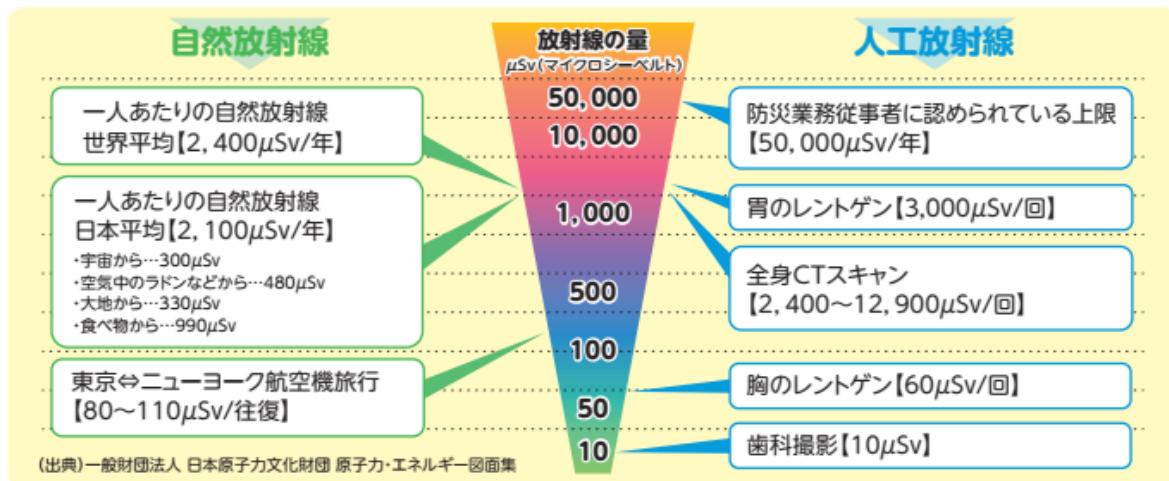 自然放射線
一人あたりの自然放射線
世界平均【2,400μSv/年】
一人あたりの自然放射線
日本平均【2,100μSv/年】
・宇宙から…300μSv
・空気中のラドンなどから…480μSv
・大地から…330μSv
・食べ物から…990μSv
東京⇔ニューヨーク航空機旅行
【80〜110μSv/往復】
(出典)一般財団法人 日本原子力文化財団 原子力・エネルギー図面集
放射線の量
μSv(マイクロシーベルト)
50,000
10,000
1,000
500
100
50
10
人工放射線
防災業務従事者に認められている上限
【50,000μSv/年】
胃のレントゲン【3,000μSv/回】
全身CTスキャン
【2,400〜12,900μSv/回】
胸のレントゲン【60μSv/回】
歯科撮影【10μSv】